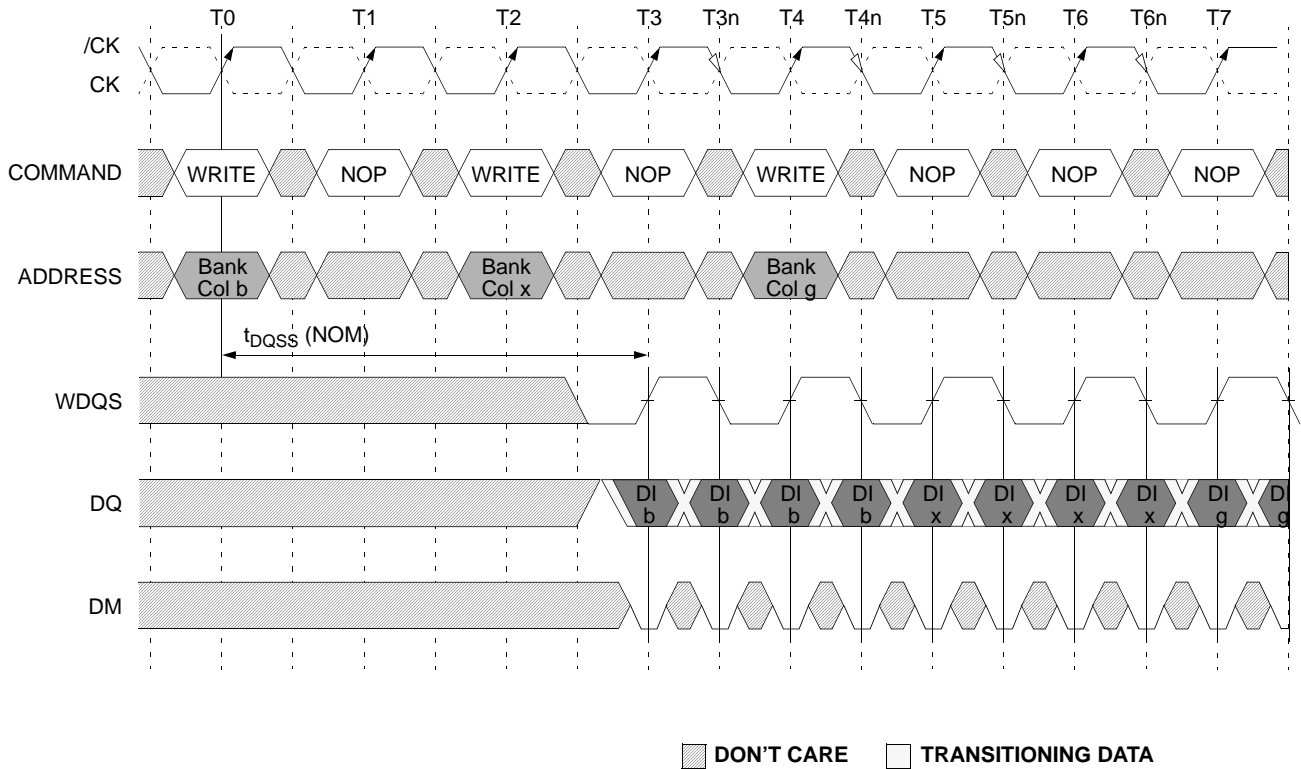 T0 T1 T2 T3 T3n T4 T4n T5 T5n T6 T6n T7
/CK
CK
COMMAND WRITE NOP WRITE NOP WRITE NOP NOP NOP
ADDRESS Bank Col b Bank Col x Bank Col g
tDQSS (NOM)
WDQS
DQ DI b DI b DI b DI b DI x DI x DI x DI x DI g DI g
DM
DON'T CARE TRANSITIONING DATA